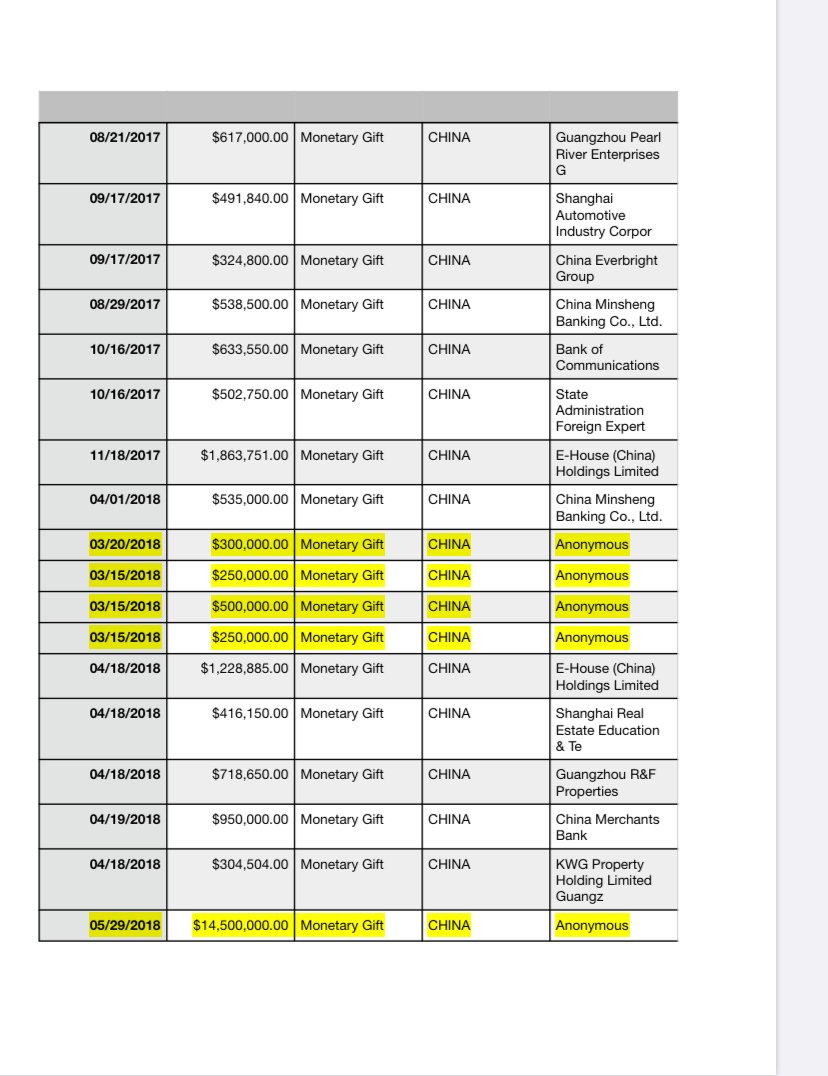 08/21/2017 $617,000.00 Monetary Gift CHINA Guangzhou Pearl
River Enterprises
G
09/17/2017 $491,840.00 Monetary Gift CHINA Shanghai
Automotive
Industry Corpor
09/17/2017 $324,800.00 Monetary Gift CHINA China Everbright
Group
08/29/2017 $538,500.00 Monetary Gift CHINA China Minsheng
Banking Co., Ltd.
10/16/2017 $633,550.00 Monetary Gift CHINA Bank of
Communications
10/16/2017 $502,750.00 Monetary Gift CHINA State
Administration
Foreign Expert
11/18/2017 $1,863,751.00 Monetary Gift CHINA E-House (China)
Holdings Limited
04/01/2018 $535,000.00 Monetary Gift CHINA China Minsheng
Banking Co., Ltd.
03/20/2018 $300,000.00 Monetary Gift CHINA Anonymous
03/15/2018 $250,000.00 Monetary Gift CHINA Anonymous
03/15/2018 $500,000.00 Monetary Gift CHINA Anonymous
03/15/2018 $250,000.00 Monetary Gift CHINA Anonymous
04/18/2018 $1,228,885.00 Monetary Gift CHINA E-House (China)
Holdings Limited
04/18/2018 $416,150.00 Monetary Gift CHINA Shanghai Real
Estate Education
& Te
04/18/2018 $718,650.00 Monetary Gift CHINA Guangzhou R&F
Properties
04/19/2018 $950,000.00 Monetary Gift CHINA China Merchants
Bank
04/18/2018 $304,504.00 Monetary Gift CHINA KWG Property
Holding Limited
Guangz
05/29/2018 $14,500,000.00 Monetary Gift CHINA Anonymous